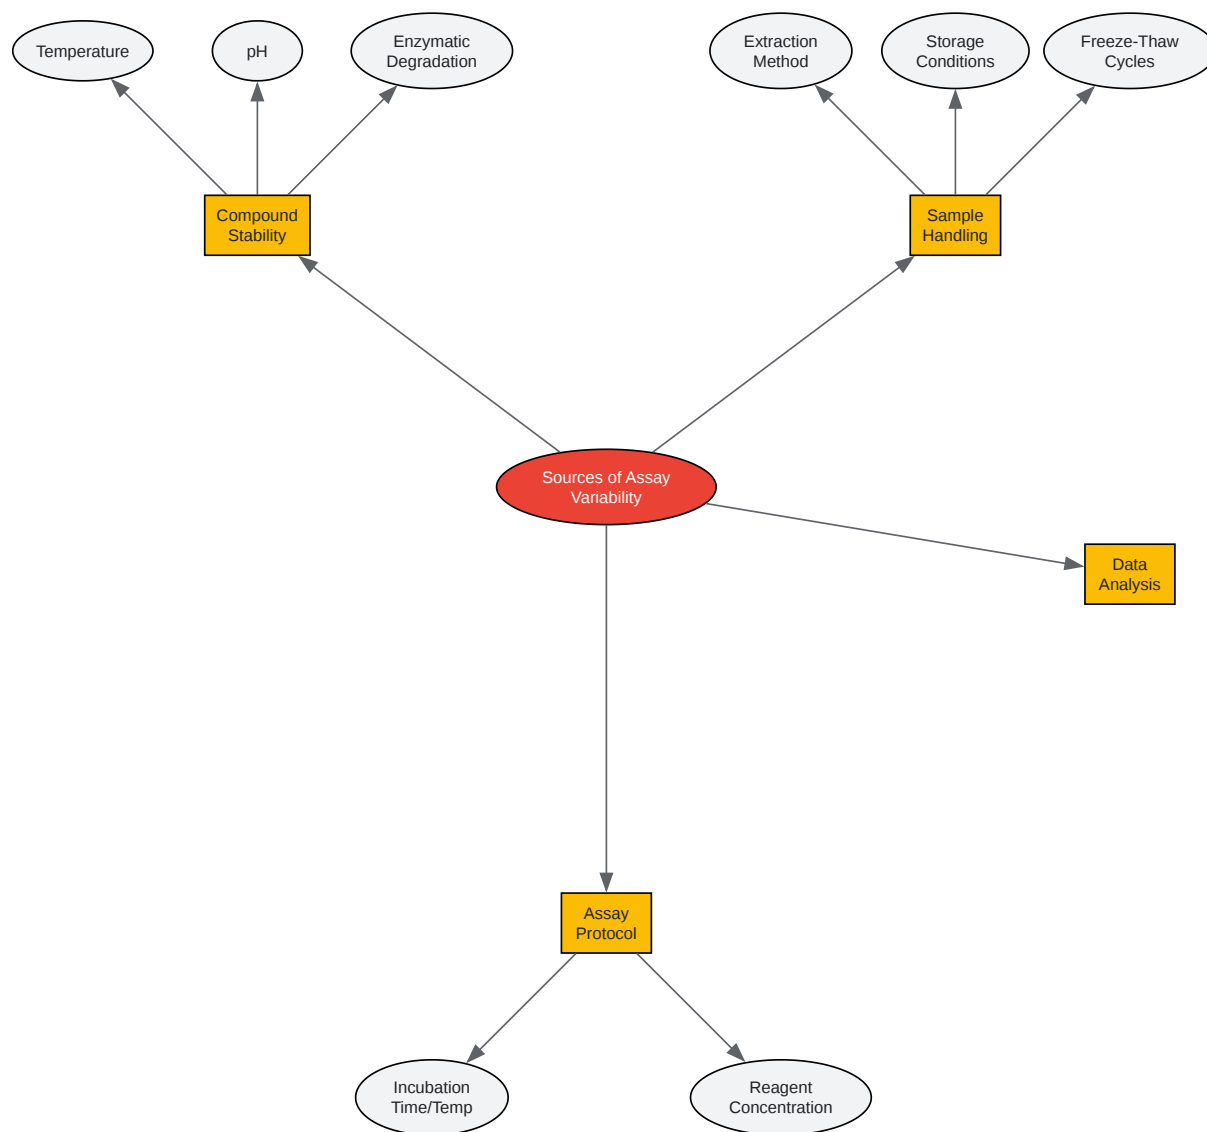 Temperature
pH
Enzymatic
Degradation
Extraction
Method
Storage
Conditions
Freeze-Thaw
Cycles
Compound
Stability
Sample
Handling
Sources of Assay
Variability
Data
Analysis
Assay
Protocol
Incubation
Time/Temp
Reagent
Concentration